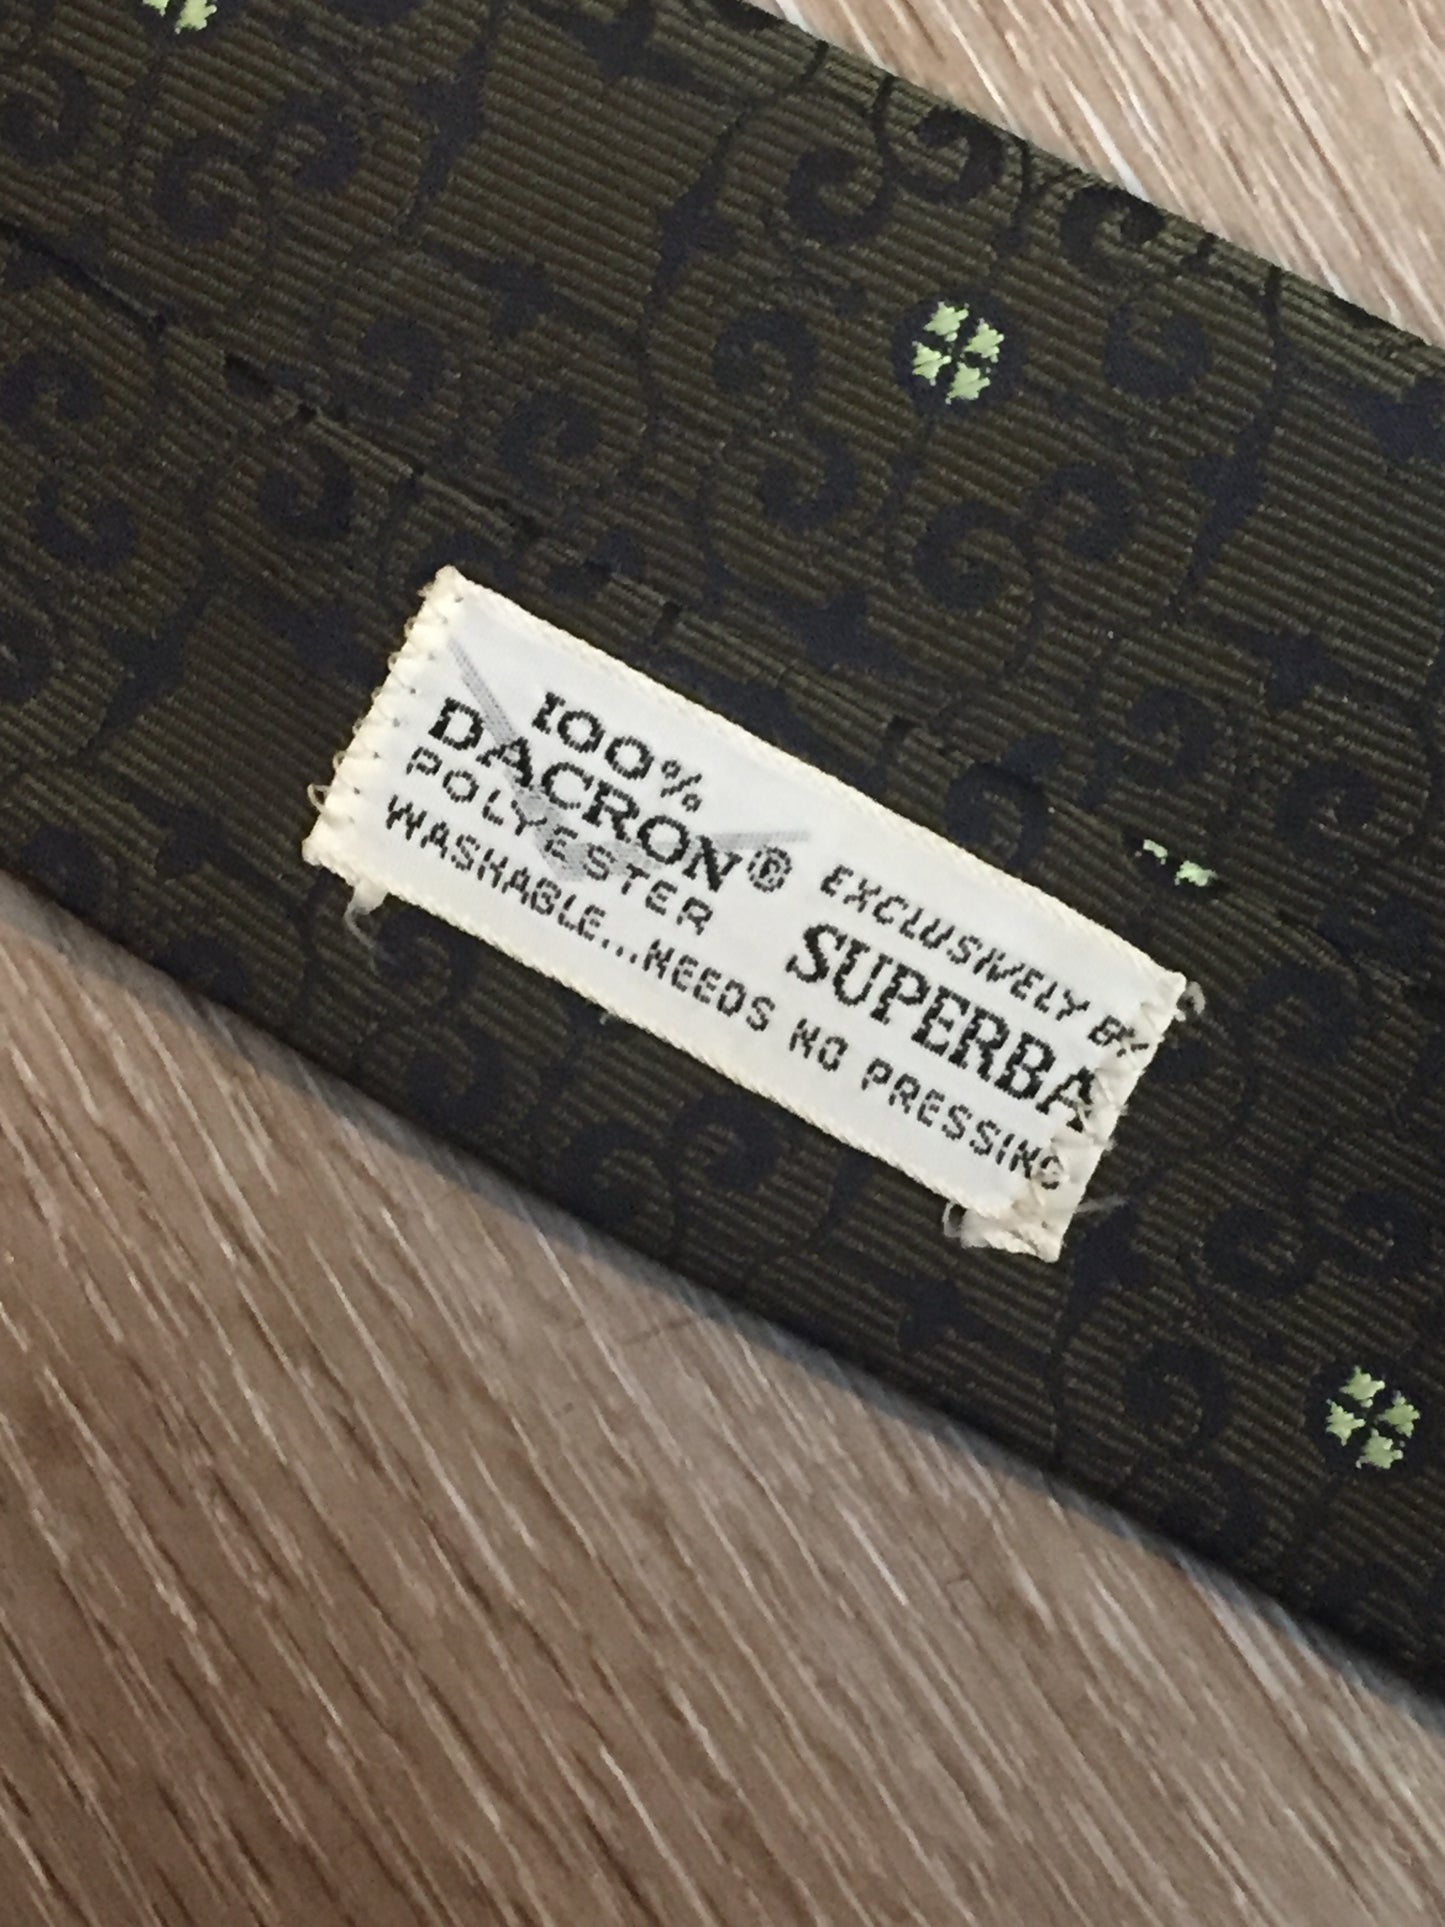 100%
DACRON®
POLYESTER
EXCLUSIVELY BY
SUPERBA
WASHABLE...NEEDS NO PRESSING